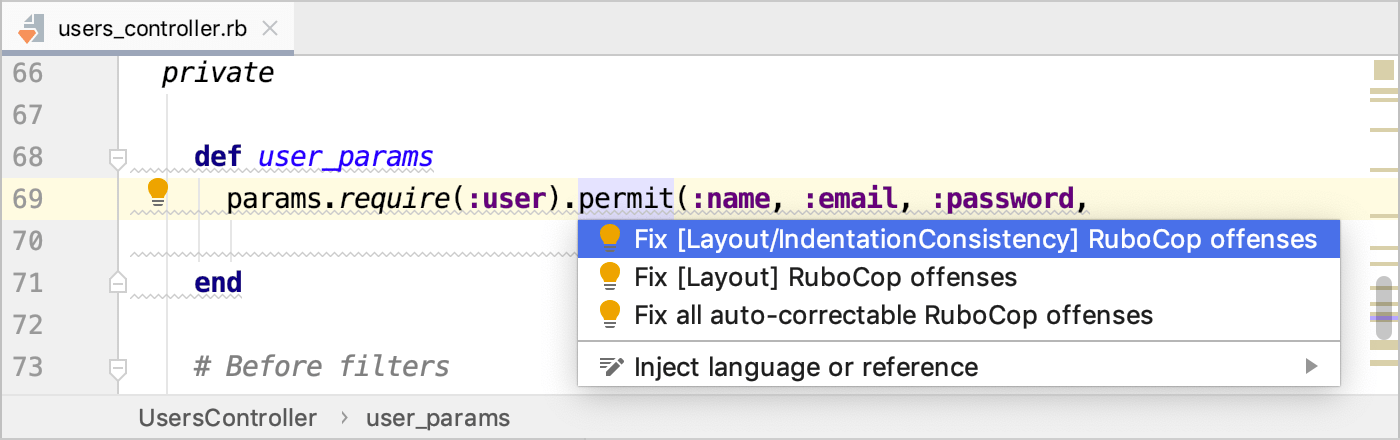 users_controller.rb
66 private
67
68 def user_params
69 params.require(:user).permit(:name, :email, :password,
70
Fix [Layout/IndentationConsistency] RuboCop offenses
Fix [Layout] RuboCop offenses
Fix all auto-correctable RuboCop offenses
Inject language or reference
71 end
72
73 # Before filters
UsersController › user_params